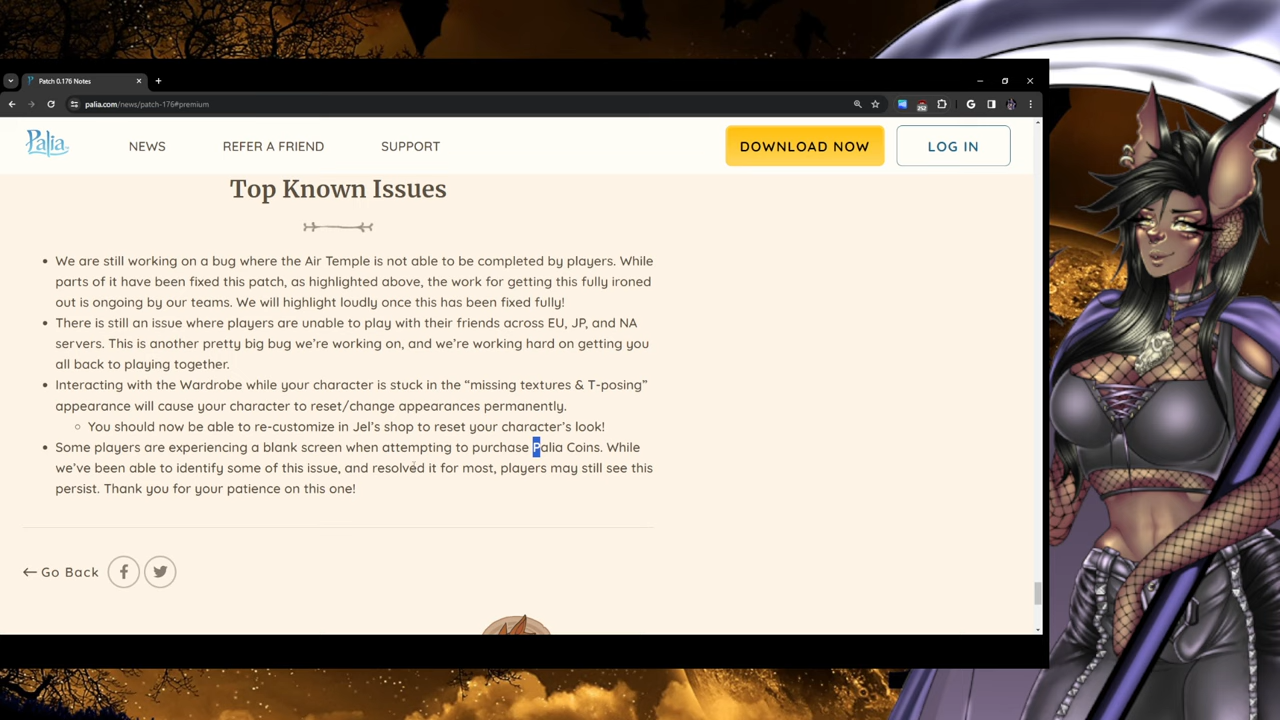 Patch 0.176 Notes
palia.com/news/patch-176#premium
252
Palia
NEWS
REFER A FRIEND
SUPPORT
DOWNLOAD NOW
LOG IN
Top Known Issues
• We are still working on a bug where the Air Temple is not able to be completed by players. While
parts of it have been fixed this patch, as highlighted above, the work for getting this fully ironed
out is ongoing by our teams. We will highlight loudly once this has been fixed fully!
• There is still an issue where players are unable to play with their friends across EU, JP, and NA
servers. This is another pretty big bug we're working on, and we're working hard on getting you
all back to playing together.
• Interacting with the Wardrobe while your character is stuck in the “missing textures & T-posing”
appearance will cause your character to reset/change appearances permanently.
◦ You should now be able to re-customize in Jel's shop to reset your character's look!
• Some players are experiencing a blank screen when attempting to purchase Palia Coins. While
we've been able to identify some of this issue, and resolved it for most, players may still see this
persist. Thank you for your patience on this one!
← Go Back